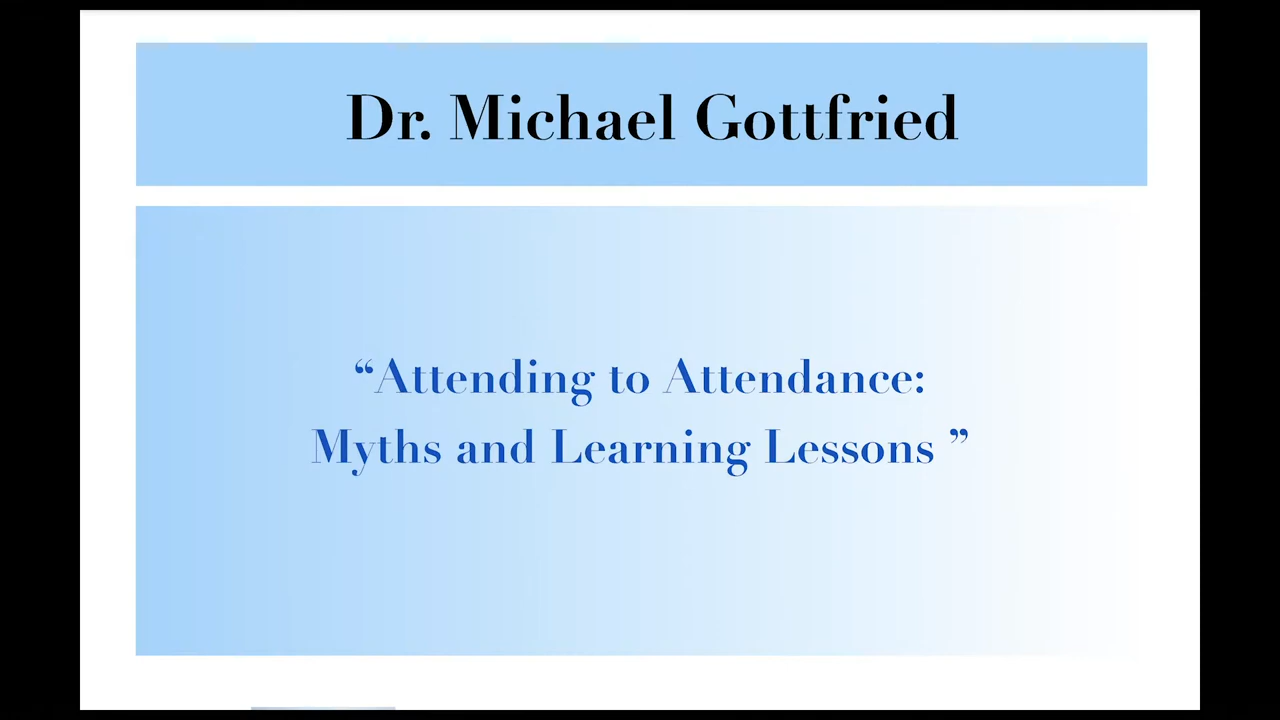 Dr. Michael Gottfried
“Attending to Attendance:
Myths and Learning Lessons ”